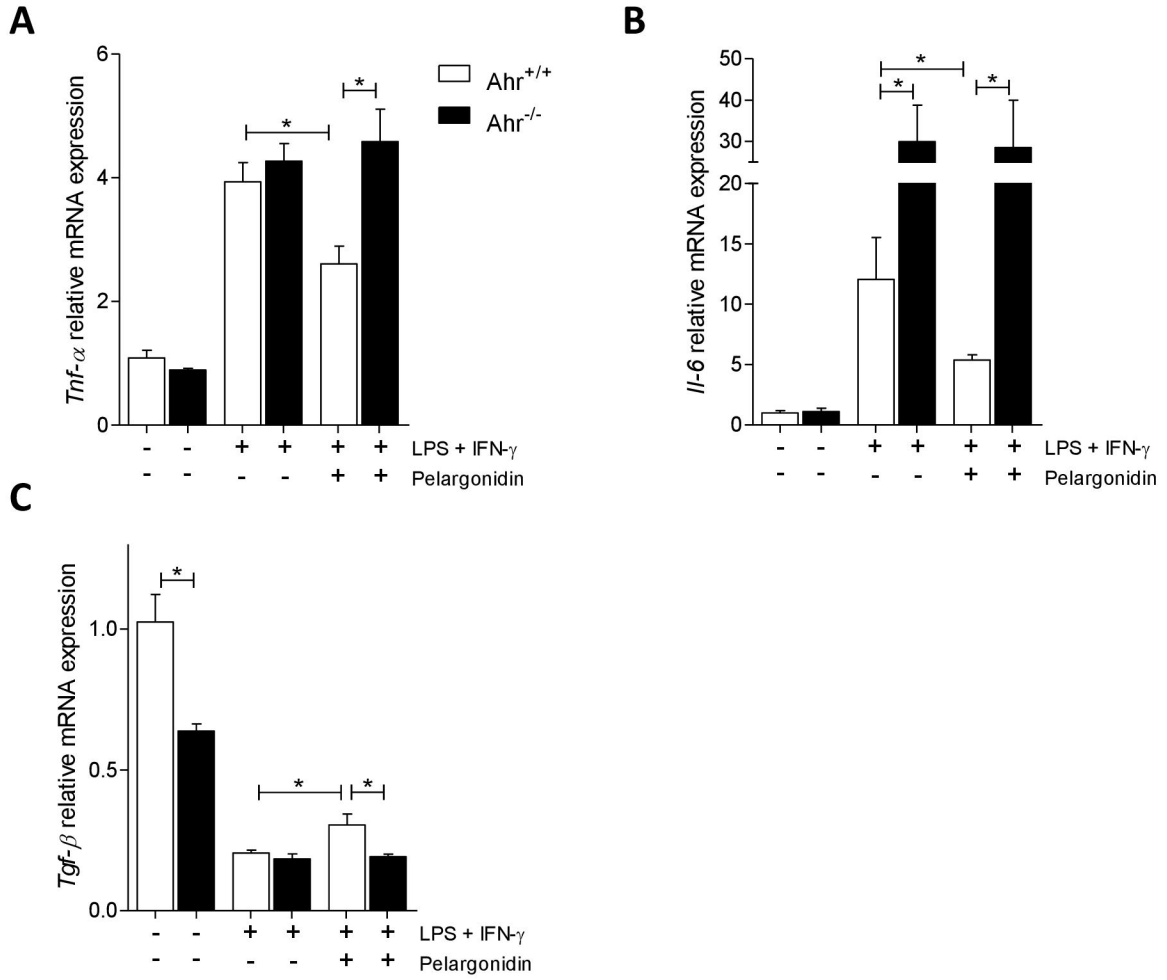 A
Tnf-α relative mRNA expression
6
4
2
0
*
*
Ahr+/+
Ahr-/-
- - + + + + LPS + IFN-γ
- - - - + + Pelargonidin
B
Il-6 relative mRNA expression
50
40
30
20
15
10
5
0
*
* *
- - + + + + LPS + IFN-γ
- - - - + + Pelargonidin
C
Tgf-β relative mRNA expression
1.0
0.5
0.0
*
* *
- - + + + + LPS + IFN-γ
- - - - + + Pelargonidin